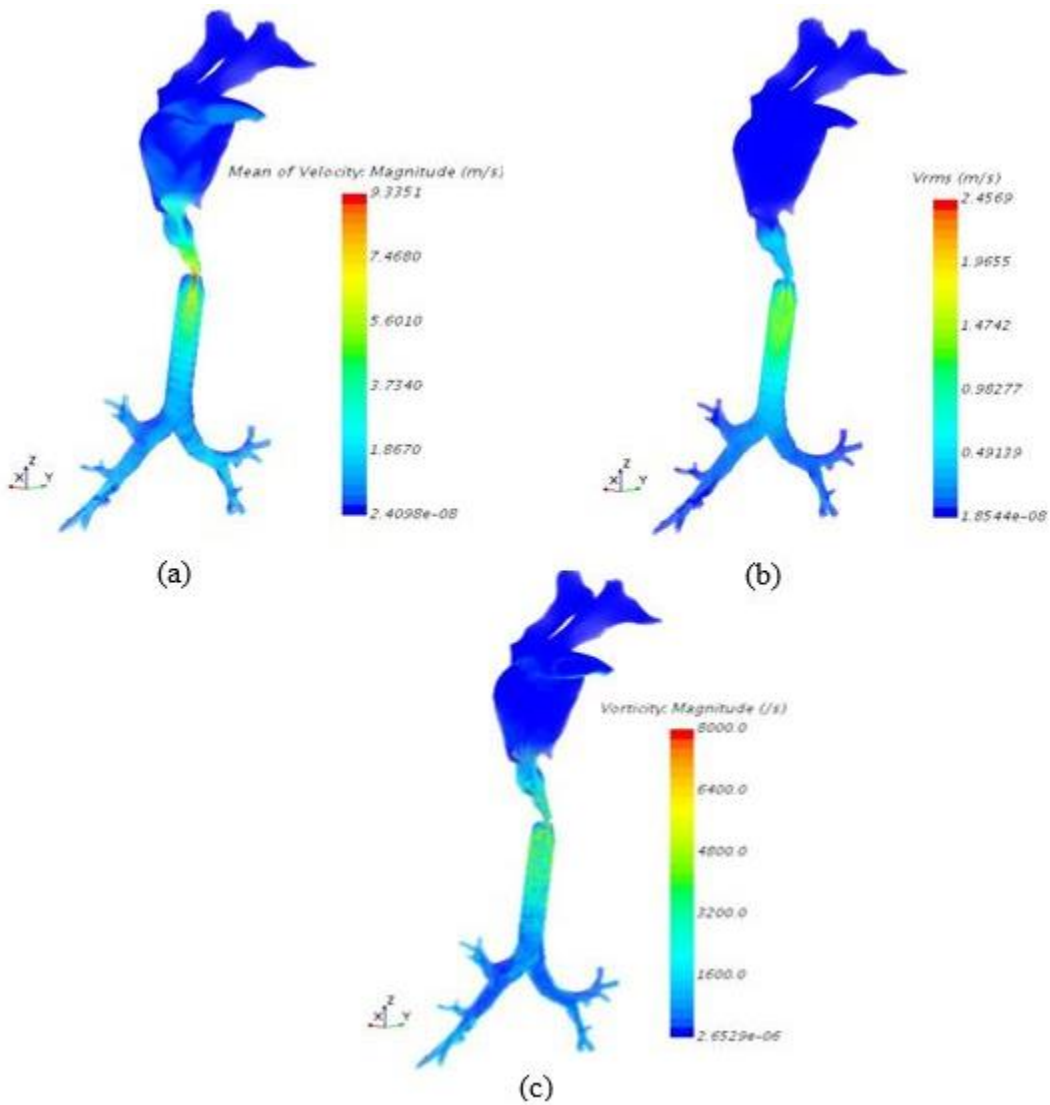 Mean of Velocity: Magnitude (m/s)
9.3351
7.4680
5.6010
3.7340
1.8670
2.4098e-08
X Z Y
(a)
Vrms (m/s)
2.4569
1.9655
1.4742
0.98277
0.49139
1.8544e-08
X Z Y
(b)
Vorticity: Magnitude (/s)
8000.0
6400.0
4800.0
3200.0
1600.0
2.6529e-06
X Z Y
(c)